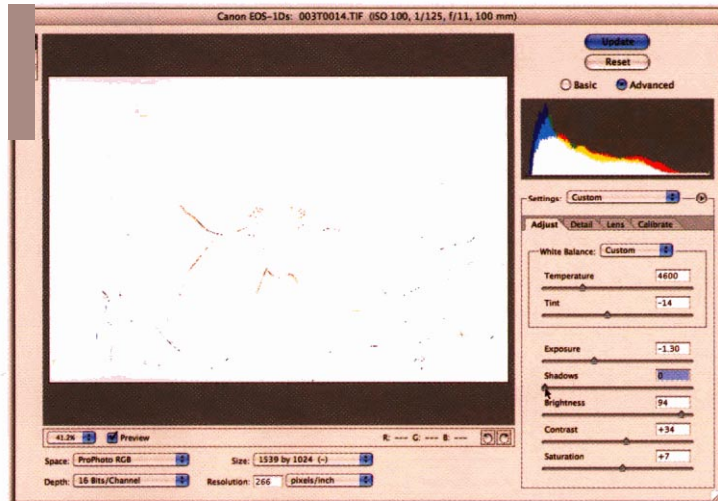 Canon EOS-1Ds: 003T0014.TIF (ISO 100, 1/125, f/11, 100 mm)
Update
Reset
Basic Advanced
Settings: Custom
Adjust Detail Lens Calibrate
White Balance: Custom
Temperature 4600
Tint -14
Exposure -1.30
Shadows 0
Brightness 94
Contrast +34
Saturation +7
41.2% Preview R: --- G: --- B: ---
Space: ProPhoto RGB Size: 1539 by 1024 (-)
Depth: 16 Bits/Channel Resolution: 266 pixels/inch